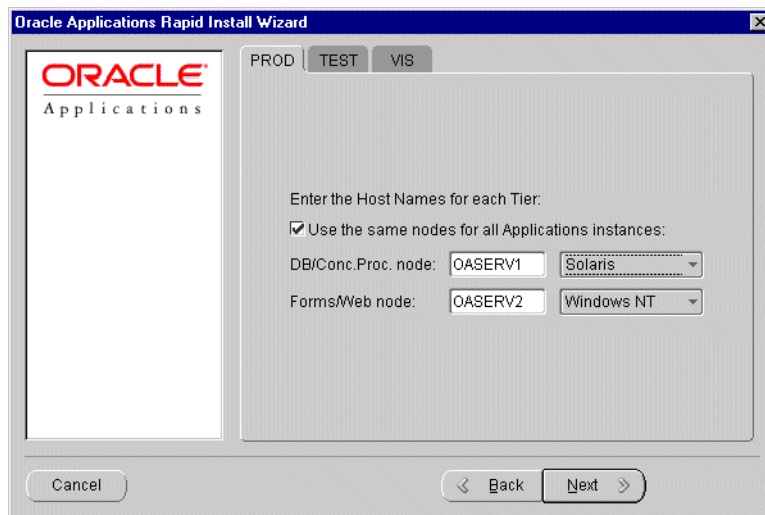 Oracle Applications Rapid Install Wizard
ORACLE®
Applications
PROD TEST VIS
Enter the Host Names for each Tier:
Use the same nodes for all Applications instances:
DB/Conc.Proc. node: OASERV1 Solaris
Forms/Web node: OASERV2 Windows NT
Cancel Back Next